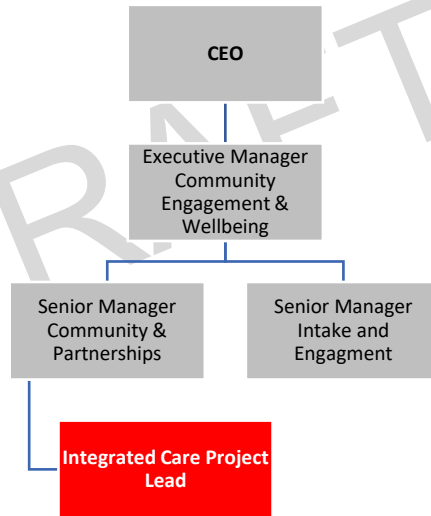 CEO
Executive Manager
Community
Engagement &
Wellbeing
Senior Manager
Community &
Partnerships
Senior Manager
Intake and
Engagment
Integrated Care Project
Lead